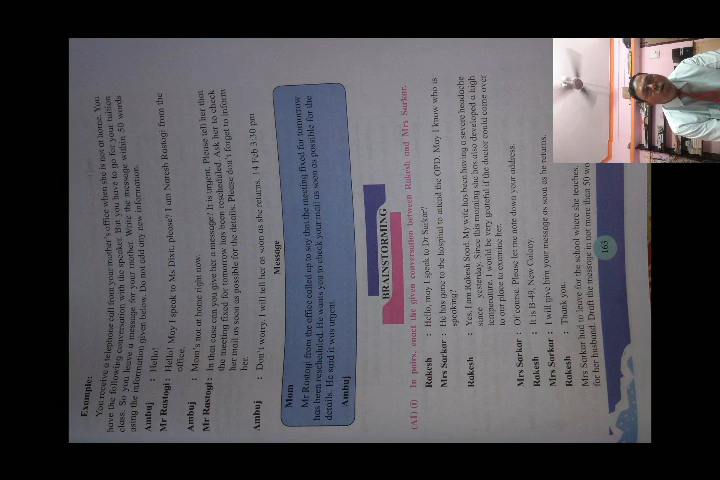 Example:
You receive a telephone call from your mother's office when she is not at home. You
have the following conversation with the speaker. But you have to go for your tuition
class. So you leave a message for your mother. Write the message within 50 words
using the information given below. Do not add any new information.
Ambuj : Hello!
Mr Rastogi : Hello! May I speak to Ms Dixit, please? I am Naresh Rastogi from the
office.
Ambuj : Mom's not at home right now.
Mr Rastogi : In that case can you give her a message? It is urgent. Please tell her that
the meeting fixed for tomorrow has been rescheduled. Ask her to check
her mail as soon as possible for the details. Please don't forget to inform
her.
Ambuj : Don't worry. I will tell her as soon as she returns. 14 Feb 3:30 pm
Message
Mom
Mr Rastogi from the office called up to say that the meeting fixed for tomorrow
has been rescheduled. He wants you to check your mail as soon as possible for the
details. He said it was urgent.
Ambuj
BRAINSTORMING
(A1) (i) In pairs, enact the given conversation between Rakesh and Mrs Sarkar.
Rakesh : Hello, may I speak to Dr Sarkar?
Mrs Sarkar : He has gone to the hospital to attend the OPD. May I know who is
speaking?
Rakesh : Yes, I am Rakesh Sood. My wife has been having a severe headache
since yesterday. Since this morning she has also developed a high
temperature. I would be very grateful if the doctor could come over
to our place to examine her.
Mrs Sarkar : Of course. Please let me note down your address.
Rakesh : It is B-49, New Colony.
Mrs Sarkar : I will give him your message as soon as he returns.
Rakesh : Thank you.
Mrs Sarkar had to leave for the school where she teaches.
for her husband. Draft the message in not more than 50
163